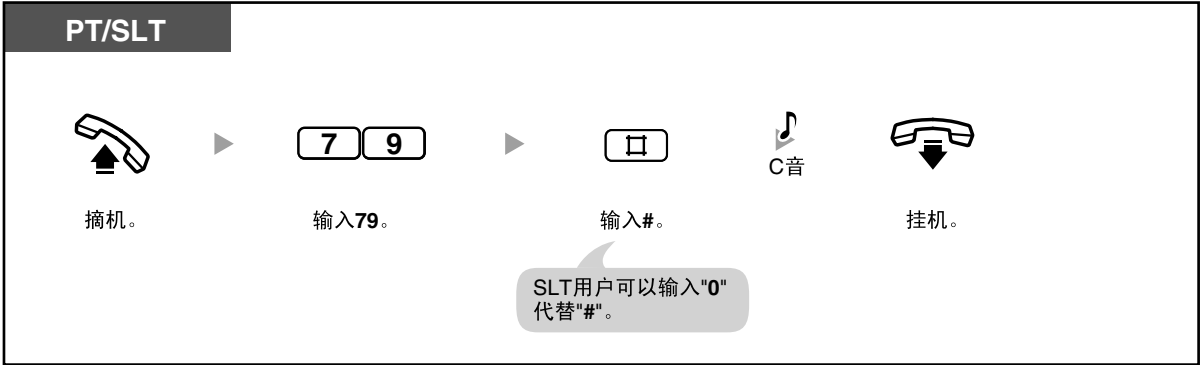 PT/SLT
7 9
#
C音
摘机。
输入79。
输入#。
挂机。
SLT用户可以输入"0"
代替"#"。